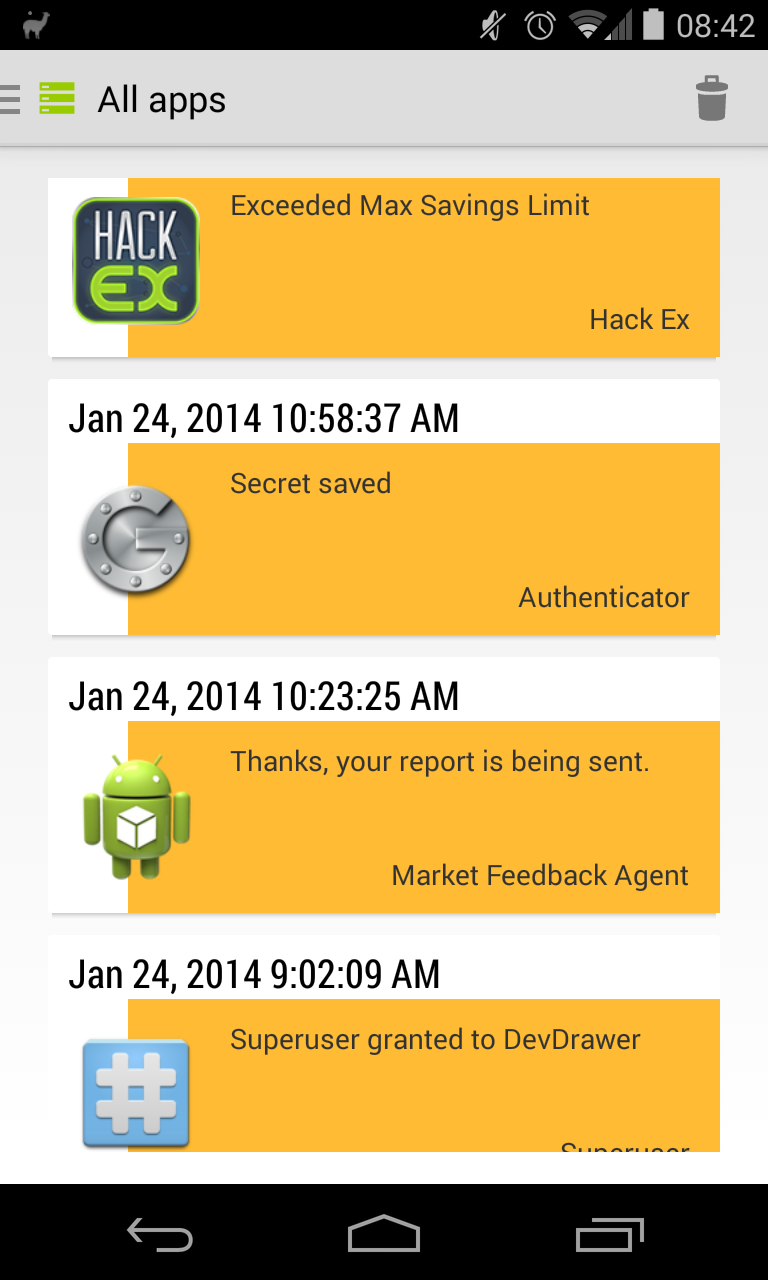 08:42
All apps
HACK
EX
Exceeded Max Savings Limit
Hack Ex
Jan 24, 2014 10:58:37 AM
Secret saved
Authenticator
Jan 24, 2014 10:23:25 AM
Thanks, your report is being sent.
Market Feedback Agent
Jan 24, 2014 9:02:09 AM
Superuser granted to DevDrawer
Superuser